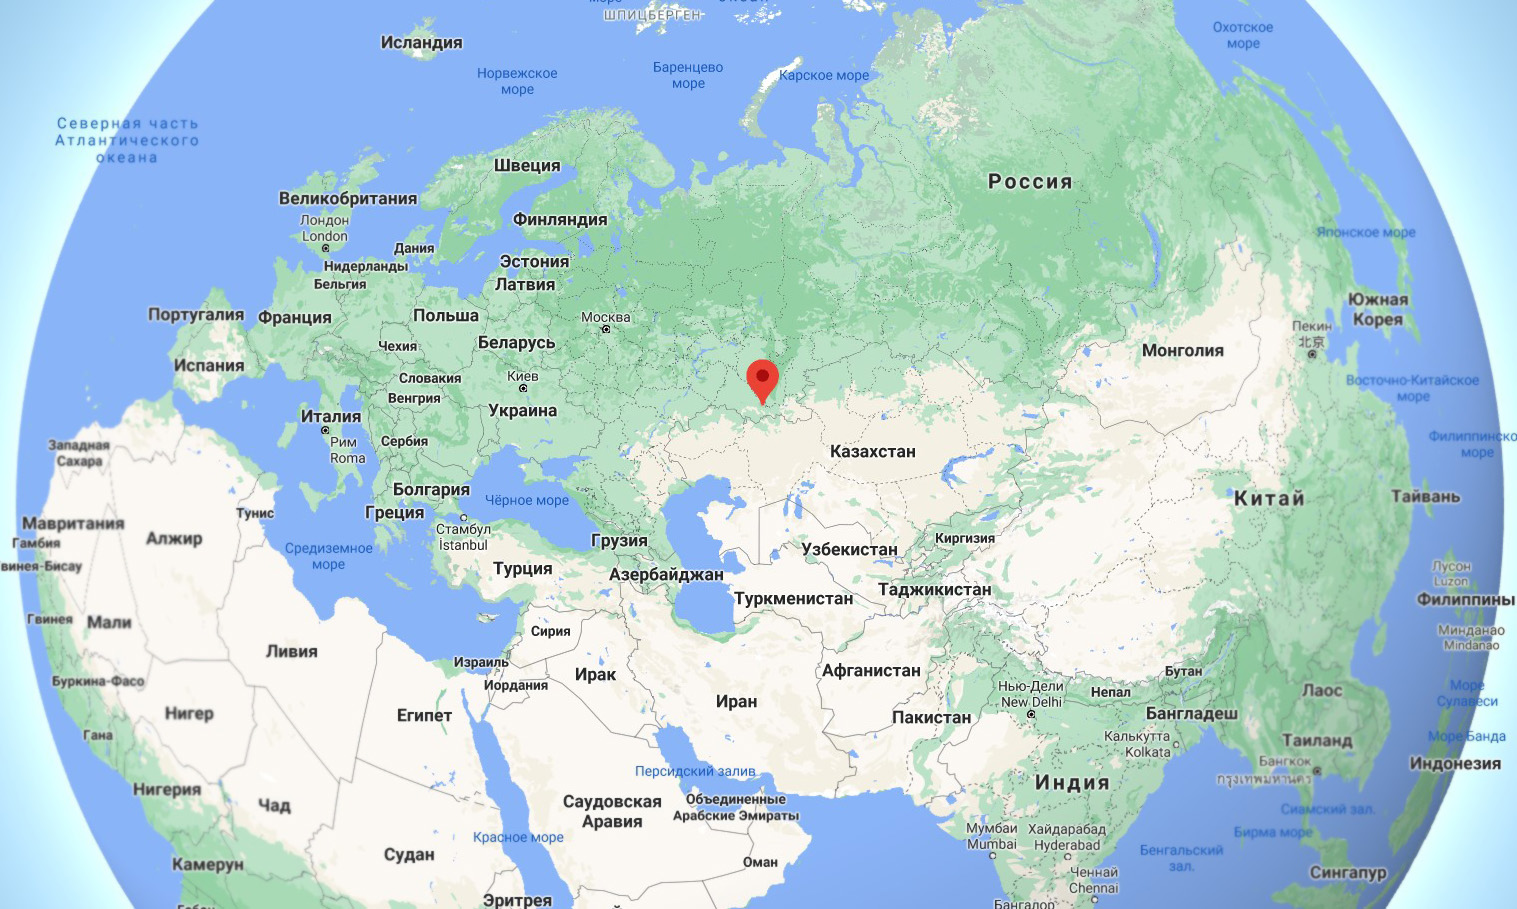 ШПИЦБЕРГЕН
Исландия
Охотское
море
Норвежское
море
Баренцево
море
Карское море
Северная часть
Атлантического
океана
Швеция
Россия
Великобритания
Лондон
London
Финляндия
Японское море
Дания
Нидерланды
Бельгия
Эстония
Латвия
Португалия
Франция
Польша
Москва
Южная
Корея
Пекин
北京
Чехия
Беларусь
Монголия
Испания
Словакия
Киев
Восточно-Китайское
море
Венгрия
Украина
Италия
Рим
Roma
Сербия
Западная
Сахара
Казахстан
Филиппинско
море
Болгария
Чёрное море
Китай
Тайвань
Греция
Тунис
Мавритания
Гамбия
винея-Бисау
Алжир
Стамбул
İstanbul
Грузия
Узбекистан
Киргизия
Средиземное
море
Турция
Азербайджан
Туркменистан
Таджикистан
Лусон
Luzon
Филиппины
Гвинея
Мали
Сирия
Минданао
Mindanao
Ливия
Израиль
Иордания
Ирак
Иран
Афганистан
Бутан
Буркина-Фасо
Нью-Дели
New Delhi
Непал
Лаос
Море
Сулавеси
Нигер
Египет
Пакистан
Бангладеш
Гана
Калькутта
Kolkata
Таиланд
Море Банда
Бангкок
กรุงเทพมหานคร
Индонезия
Персидский залив
Индия
Нигерия
Чад
Саудовская
Аравия
Объединенные
Арабские Эмираты
Сиамский зал.
Красное море
Мумбаи
Mumbai
Хайдарабад
Hyderabad
Бирма море
Судан
Оман
Бенгальский
зал.
Камерун
Ченнай
Chennai
Сингапур
Эритрея
Бангалор